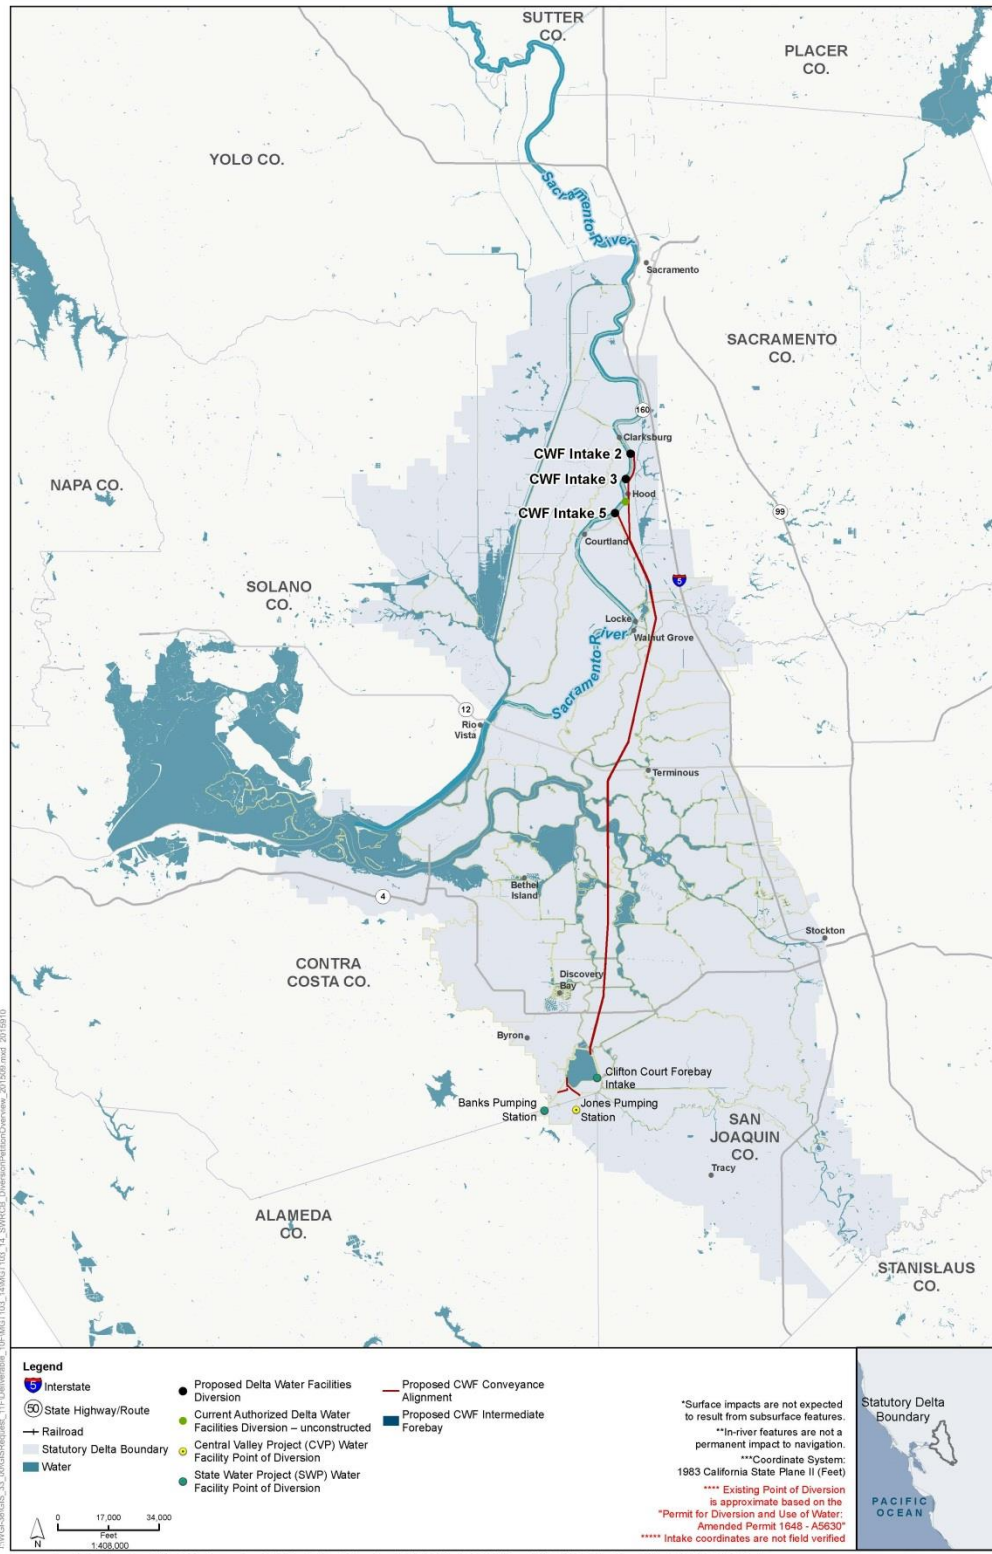 SUTTER
CO.
PLACER
CO.
YOLO CO.
Sacramento River
Sacramento
SACRAMENTO
CO.
160
Clarksburg
CWF Intake 2
CWF Intake 3
NAPA CO.
Hood
99
CWF Intake 5
Courtland
5
SOLANO
CO.
Locke
Walnut Grove
Sacramento River
12
Rio
Vista
Terminous
Bethel
Island
4
Stockton
CONTRA
COSTA CO.
Discovery
Bay
Byron
Clifton Court Forebay
Intake
Banks Pumping
Station
Jones Pumping
Station
SAN
JOAQUIN
CO.
Tracy
ALAMEDA
CO.
STANISLAUS
CO.
Legend
5 Interstate
50 State Highway/Route
Railroad
Statutory Delta Boundary
Water
Proposed Delta Water Facilities
Diversion
Current Authorized Delta Water
Facilities Diversion – unconstructed
Central Valley Project (CVP) Water
Facility Point of Diversion
State Water Project (SWP) Water
Facility Point of Diversion
Proposed CWF Conveyance
Alignment
Proposed CWF Intermediate
Forebay
N
0 17,000 34,000
Feet
1:408,000
*Surface impacts are not expected
to result from subsurface features.
**In-river features are not a
permanent impact to navigation.
***Coordinate System:
1983 California State Plane II (Feet)
**** Existing Point of Diversion
is approximate based on the
"Permit for Diversion and Use of Water:
Amended Permit 1648 - A5630"
***** Intake coordinates are not field verified
Statutory Delta
Boundary
PACIFIC
OCEAN